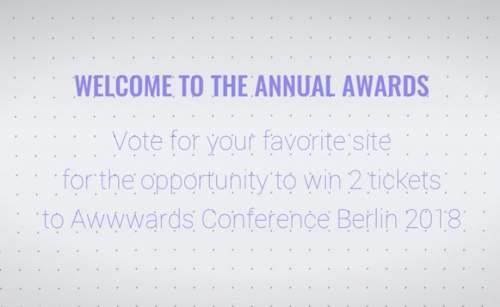 WELCOME TO THE ANNUAL AWARDS
Vote for your favorite site
for the opportunity to win 2 tickets
to Awwwards Conference Berlin 2018